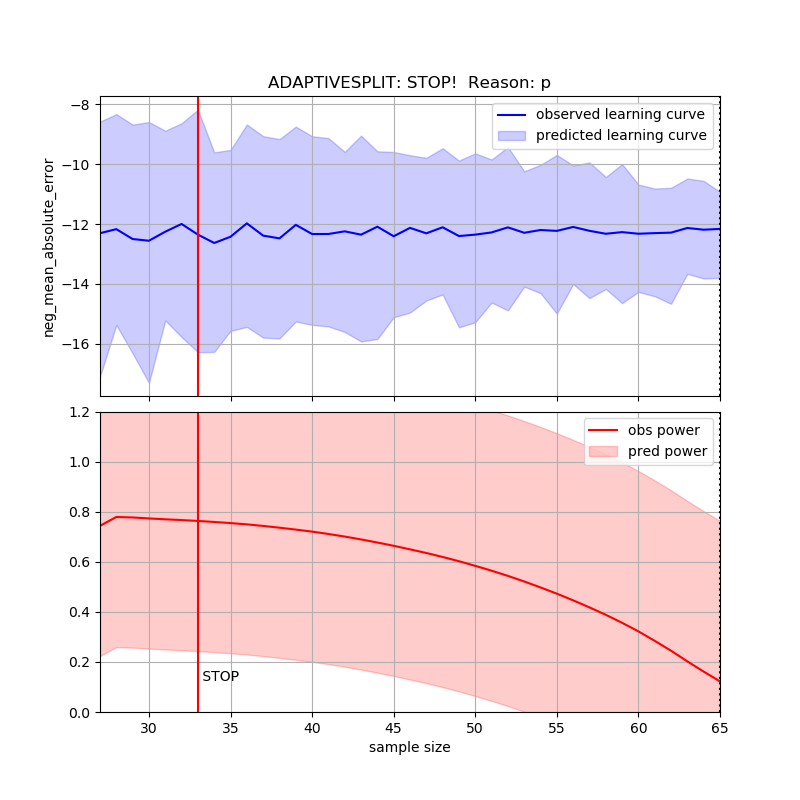 ADAPTIVESPLIT: STOP!  Reason: p
neg_mean_absolute_error
−8
−10
−12
−14
−16
observed learning curve
predicted learning curve
1.2
1.0
0.8
0.6
0.4
0.2
0.0
obs power
pred power
STOP
30 35 40 45 50 55 60 65
sample size